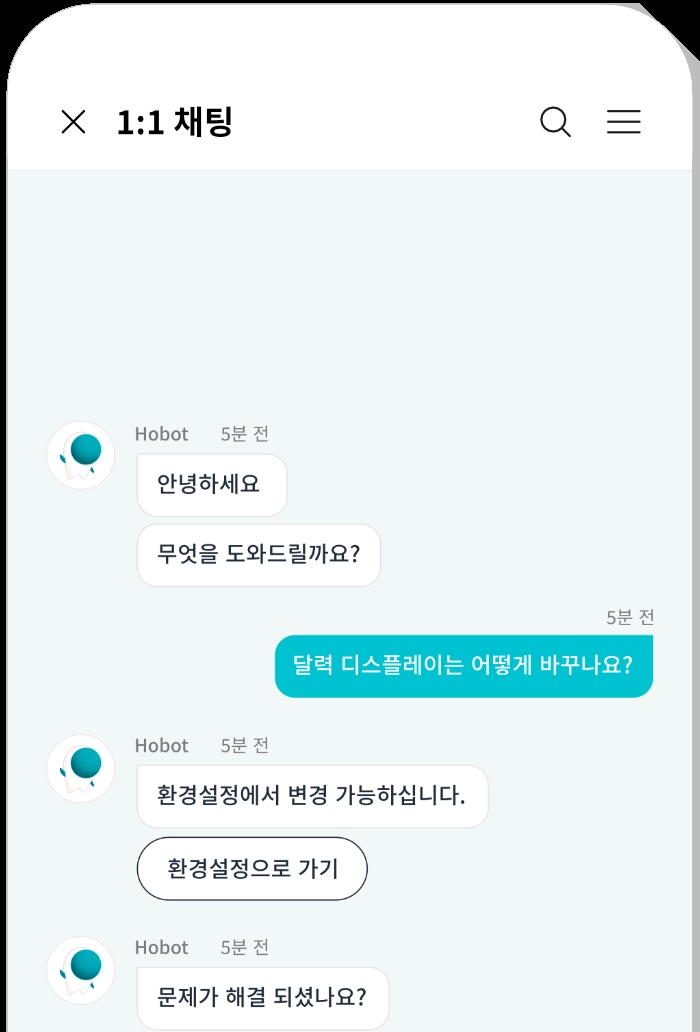 1:1 채팅
Hobot 5분 전
안녕하세요
무엇을 도와드릴까요?
5분 전
달력 디스플레이는 어떻게 바꾸나요?
Hobot 5분 전
환경설정에서 변경 가능하십니다.
환경설정으로 가기
Hobot 5분 전
문제가 해결 되셨나요?